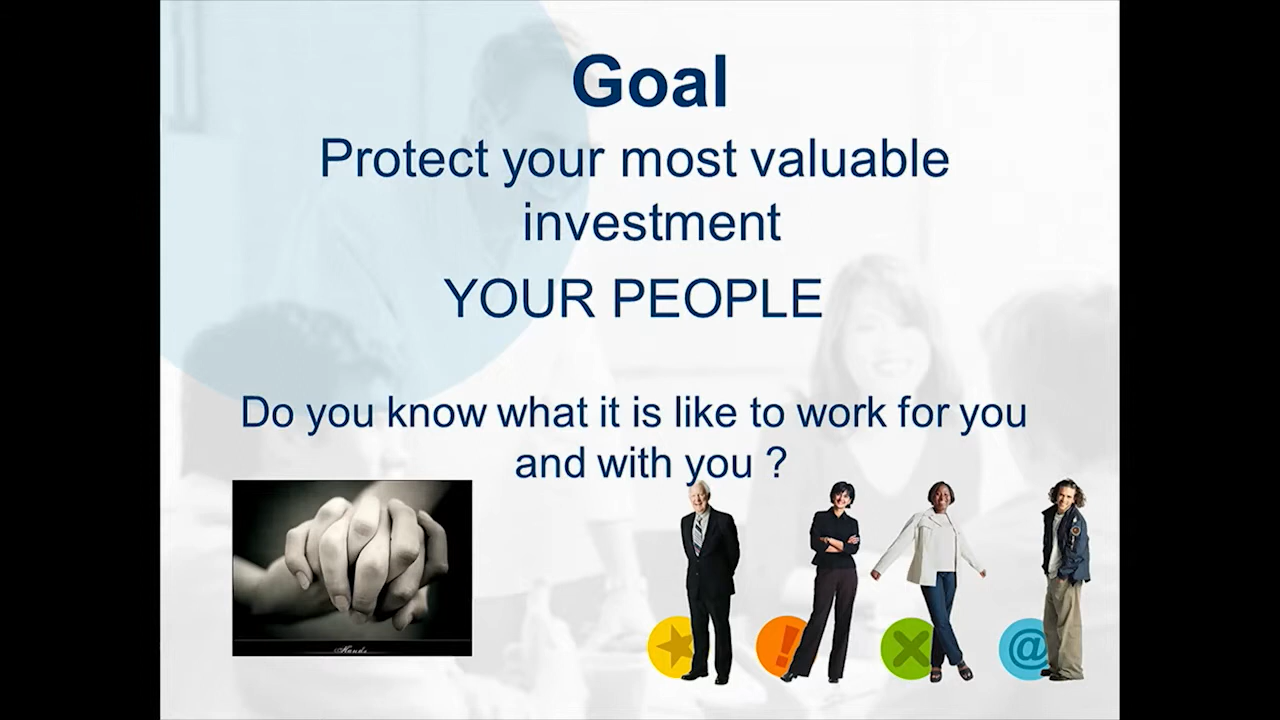 Goal
Protect your most valuable
investment
YOUR PEOPLE
Do you know what it is like to work for you
and with you ?
Hands
!
@